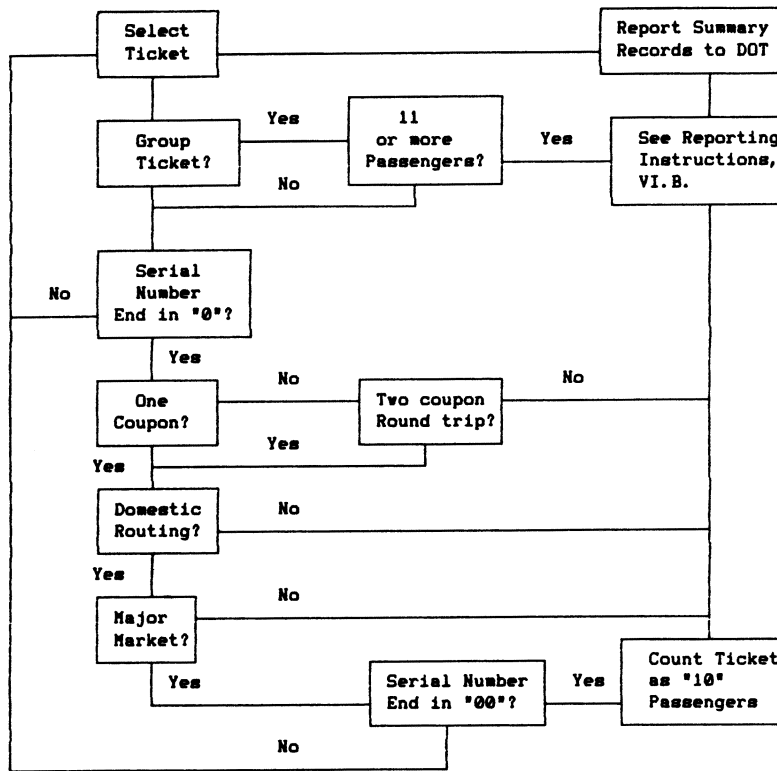 Select
Ticket
Report Summary
Records to DOT
Group
Ticket?
Yes
11
or more
Passengers?
Yes
See Reporting
Instructions,
VI.B.
No
Serial
Number
End in "0"?
No
Yes
One
Coupon?
No
Two coupon
Round trip?
No
Yes
Yes
Domestic
Routing?
No
Yes
Major
Market?
No
Yes
Serial Number
End in "00"?
Yes
Count Ticket
as "10"
Passengers
No